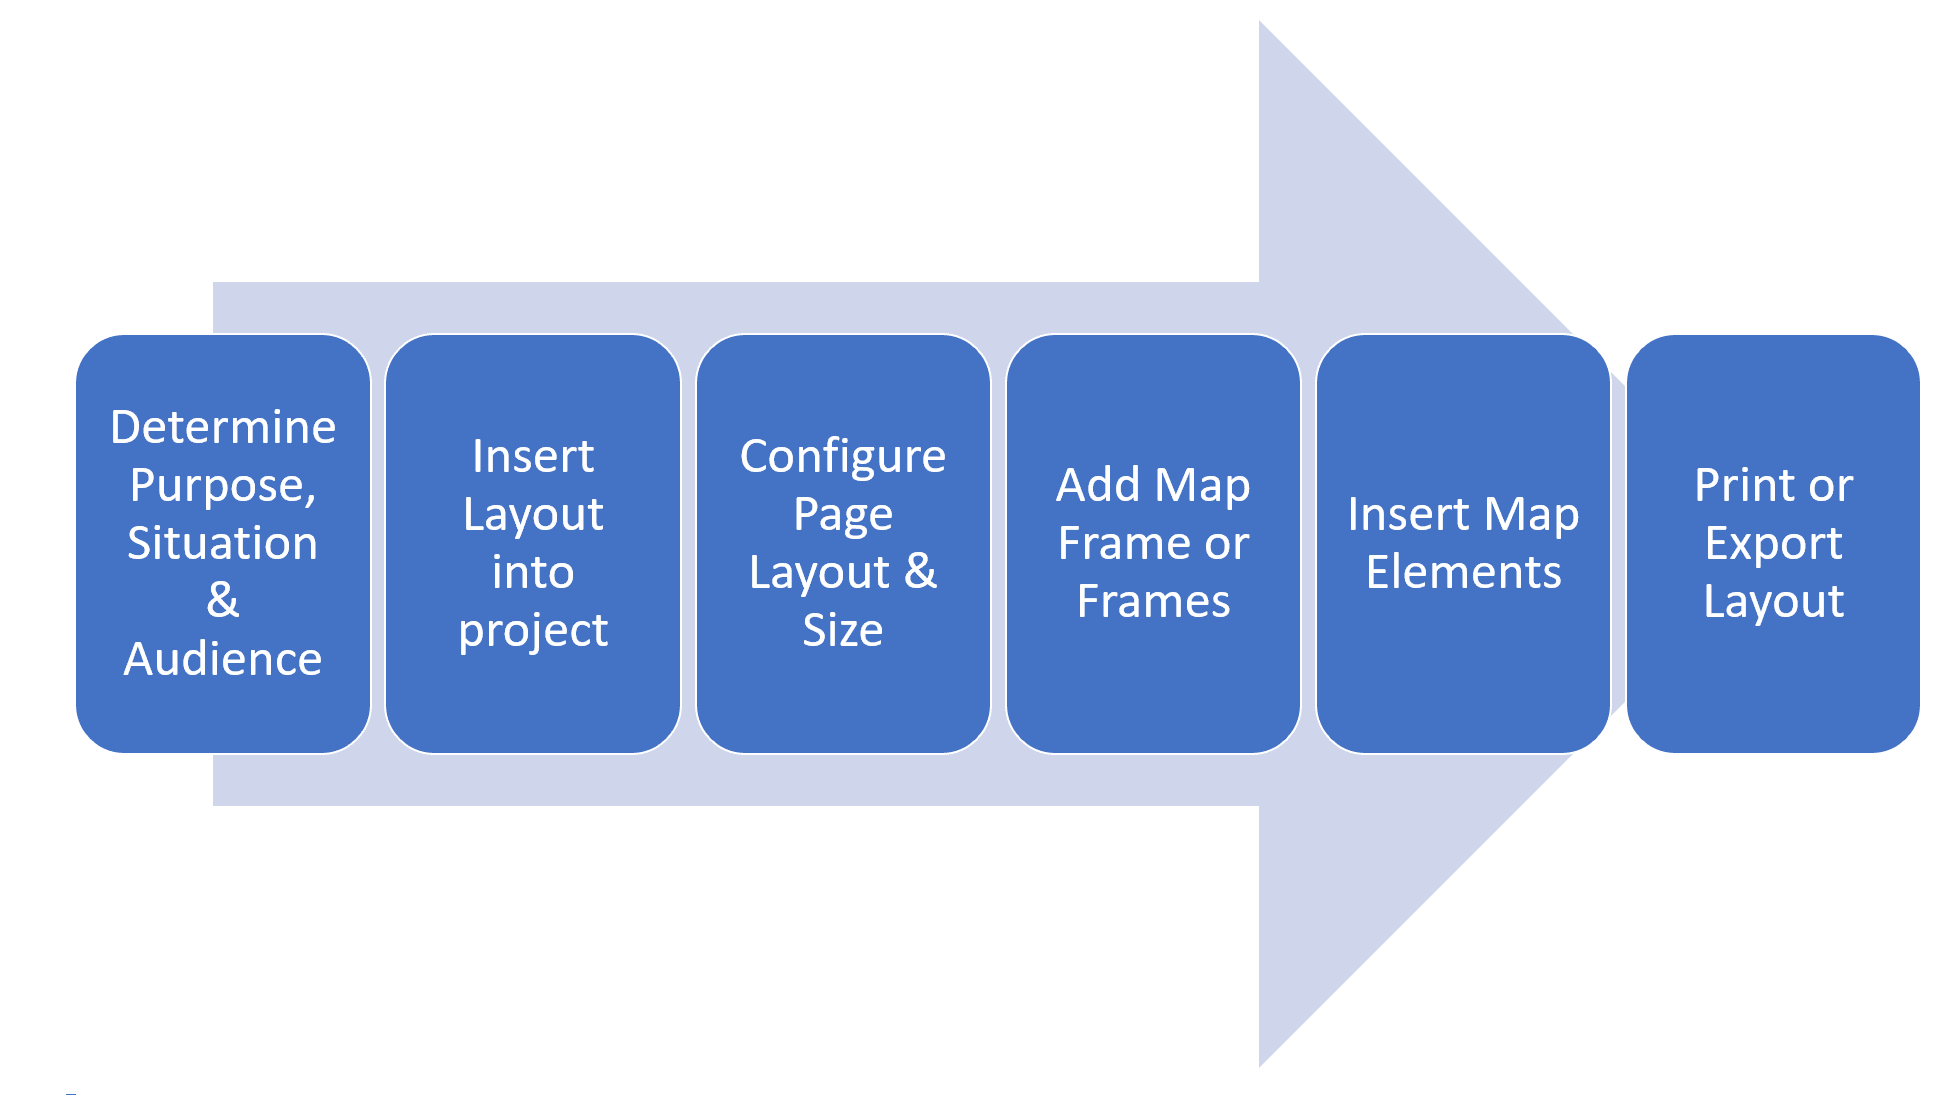 Determine
Purpose,
Situation
&
Audience
Insert
Layout
into
project
Configure
Page
Layout &
Size
Add Map
Frame or
Frames
Insert Map
Elements
Print or
Export
Layout